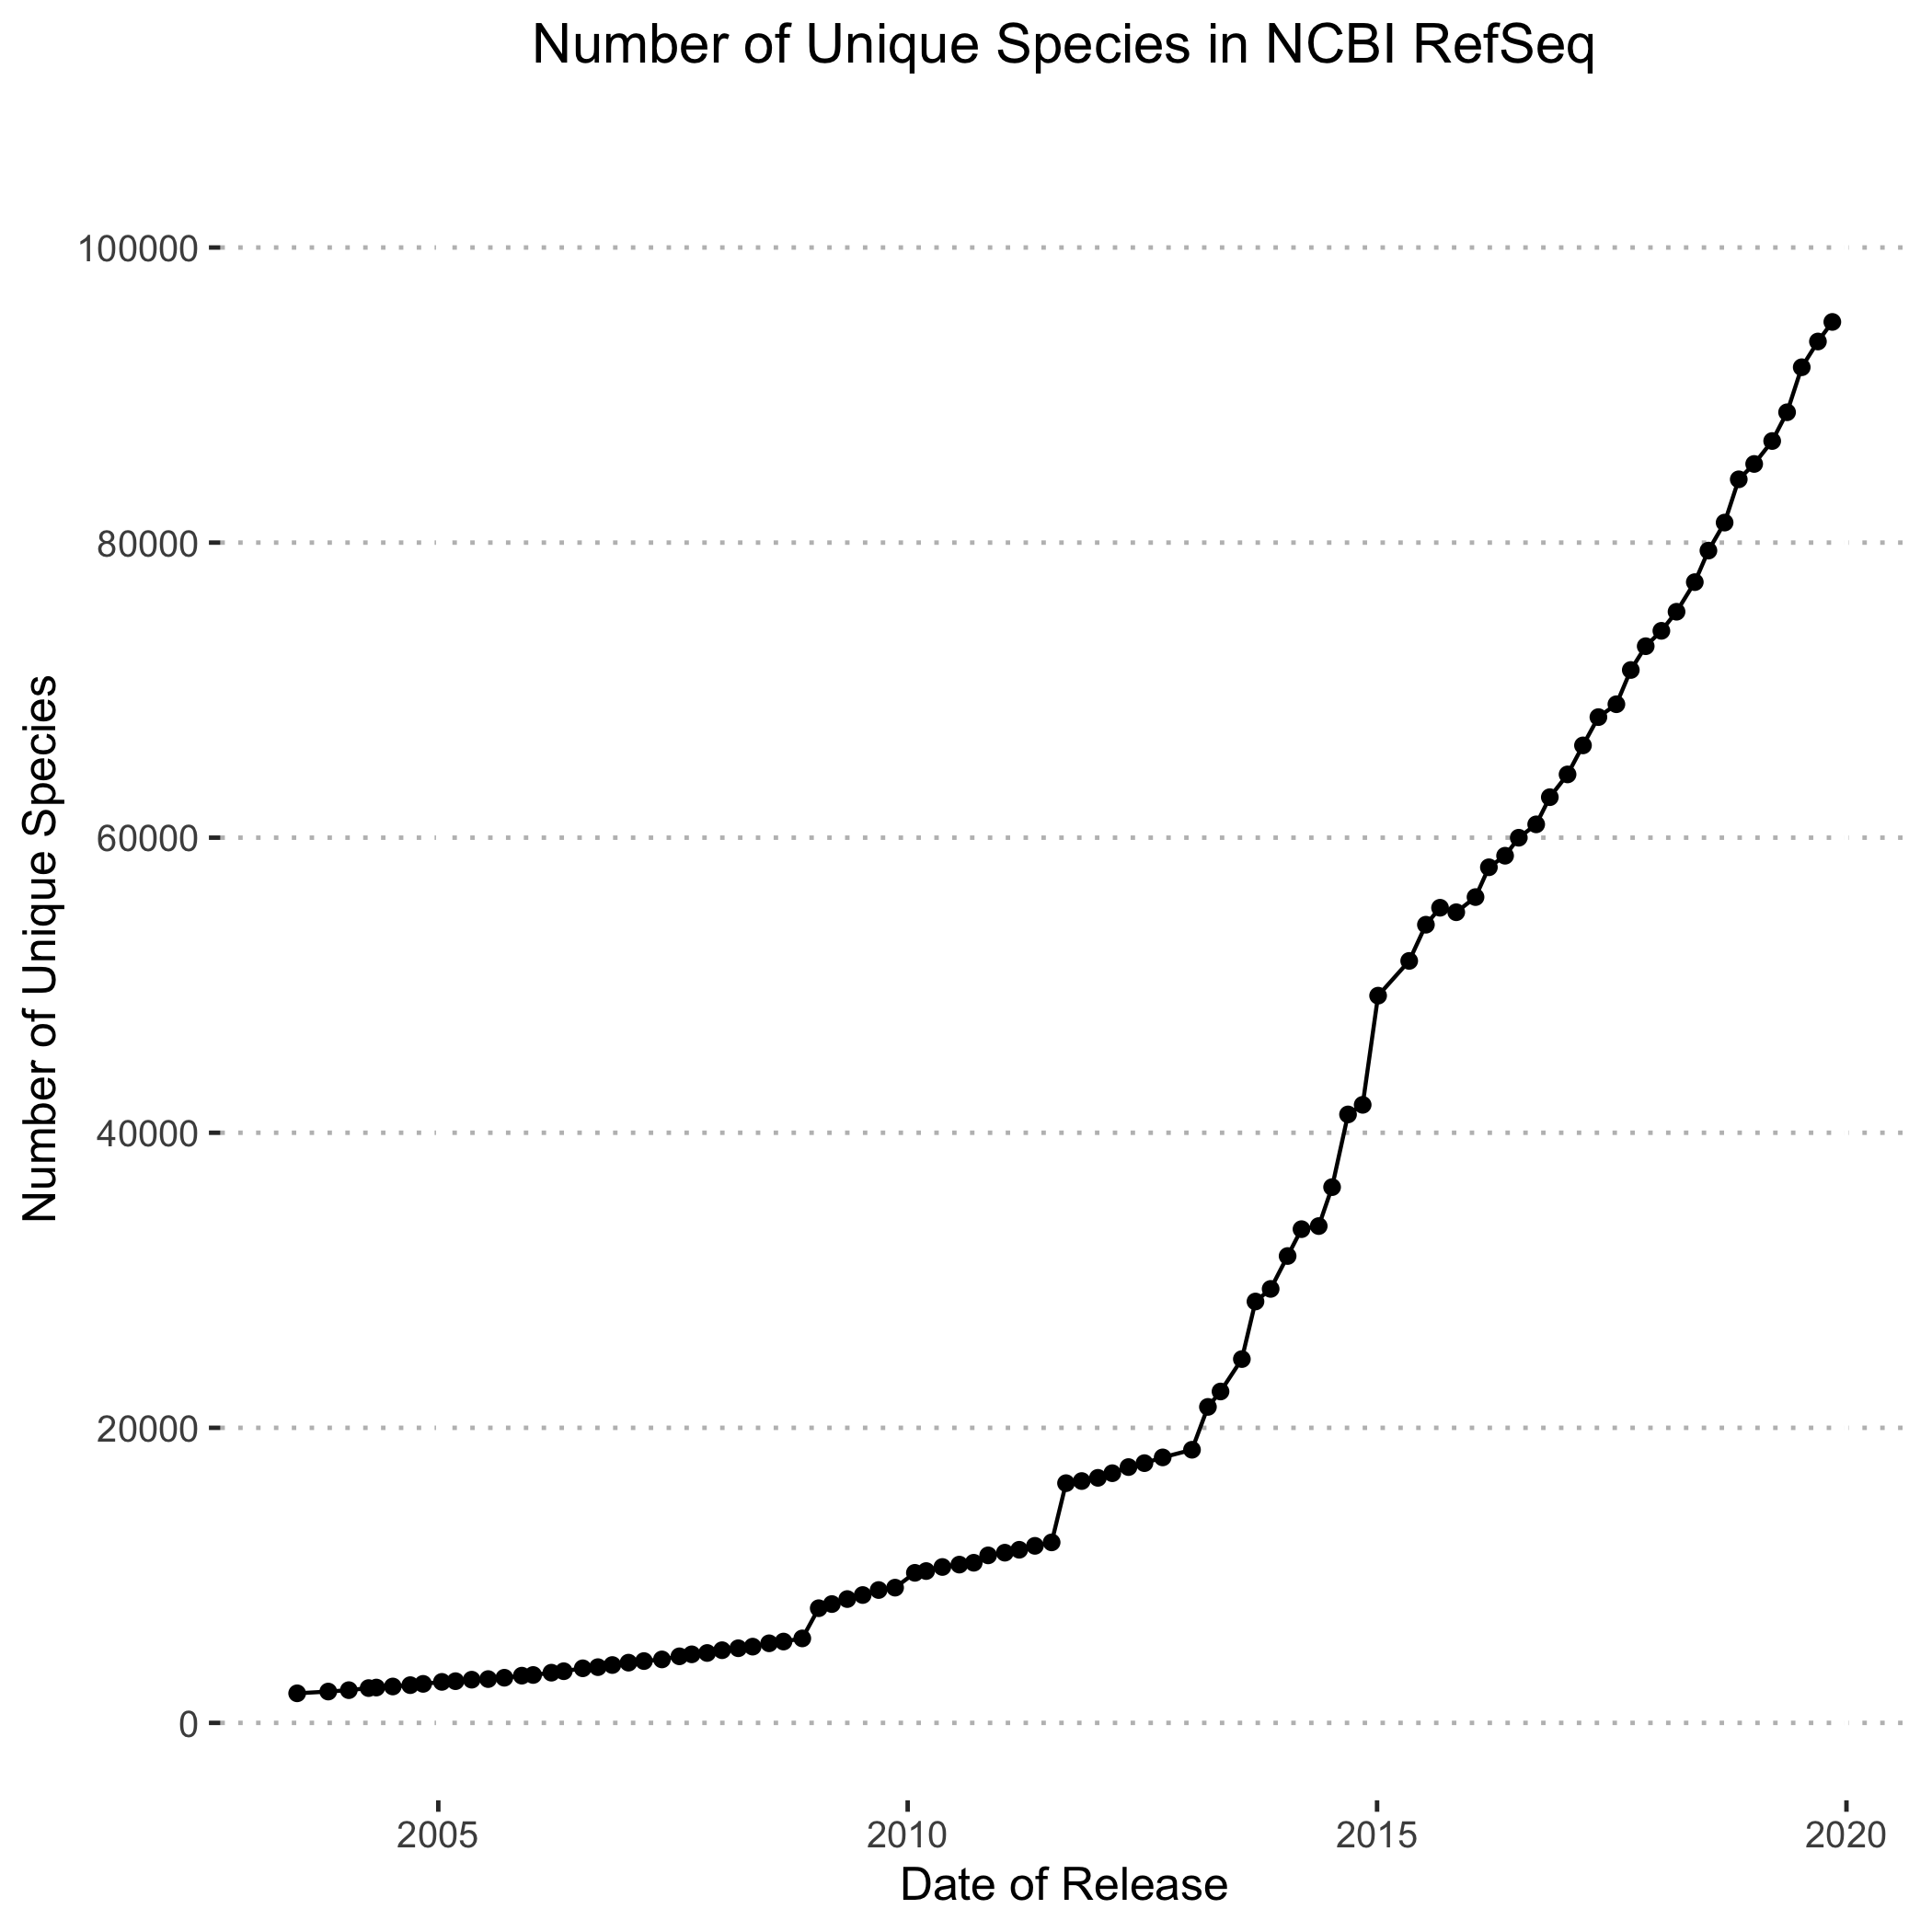 Number of Unique Species in NCBI RefSeq
100000
80000
60000
40000
20000
0
Number of Unique Species
2005 2010 2015 2020
Date of Release